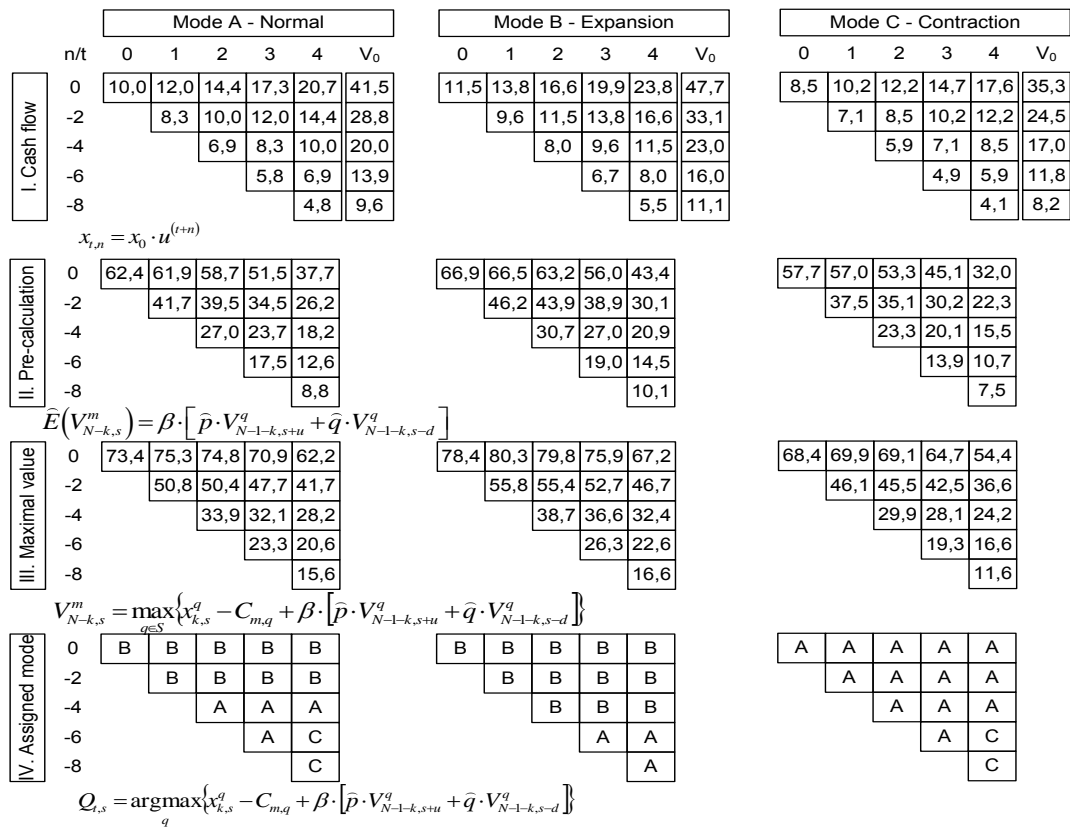 Mode A - Normal Mode B - Expansion Mode C - Contraction
n/t 0 1 2 3 4 V₀ 0 1 2 3 4 V₀ 0 1 2 3 4 V₀
I. Cash flow
0 10,0 12,0 14,4 17,3 20,7 41,5 11,5 13,8 16,6 19,9 23,8 47,7 8,5 10,2 12,2 14,7 17,6 35,3
-2 8,3 10,0 12,0 14,4 28,8 9,6 11,5 13,8 16,6 33,1 7,1 8,5 10,2 12,2 24,5
-4 6,9 8,3 10,0 20,0 8,0 9,6 11,5 23,0 5,9 7,1 8,5 17,0
-6 5,8 6,9 13,9 6,7 8,0 16,0 4,9 5,9 11,8
-8 4,8 9,6 5,5 11,1 4,1 8,2
x_{t,n} = x_0 · u^{(t+n)}
II. Pre-calculation
0 62,4 61,9 58,7 51,5 37,7 66,9 66,5 63,2 56,0 43,4 57,7 57,0 53,3 45,1 32,0
-2 41,7 39,5 34,5 26,2 46,2 43,9 38,9 30,1 37,5 35,1 30,2 22,3
-4 27,0 23,7 18,2 30,7 27,0 20,9 23,3 20,1 15,5
-6 17,5 12,6 19,0 14,5 13,9 10,7
-8 8,8 10,1 7,5
Ê(V^m_{N-k,s}) = β·[p̂·V^q_{N-1-k,s+u} + q̂·V^q_{N-1-k,s-d}]
III. Maximal value
0 73,4 75,3 74,8 70,9 62,2 78,4 80,3 79,8 75,9 67,2 68,4 69,9 69,1 64,7 54,4
-2 50,8 50,4 47,7 41,7 55,8 55,4 52,7 46,7 46,1 45,5 42,5 36,6
-4 33,9 32,1 28,2 38,7 36,6 32,4 29,9 28,1 24,2
-6 23,3 20,6 26,3 22,6 19,3 16,6
-8 15,6 16,6 11,6
V^m_{N-k,s} = max_{q∈S}{x^q_{k,s} − C_{m,q} + β·[p̂·V^q_{N-1-k,s+u} + q̂·V^q_{N-1-k,s-d}]}
IV. Assigned mode
0 B B B B B B B B B B A A A A A
-2 B B B B B B B B A A A A
-4 A A A B B B A A A
-6 A C A A A C
-8 C A C
Q_{t,s} = argmax_q{x^q_{k,s} − C_{m,q} + β·[p̂·V^q_{N-1-k,s+u} + q̂·V^q_{N-1-k,s-d}]}